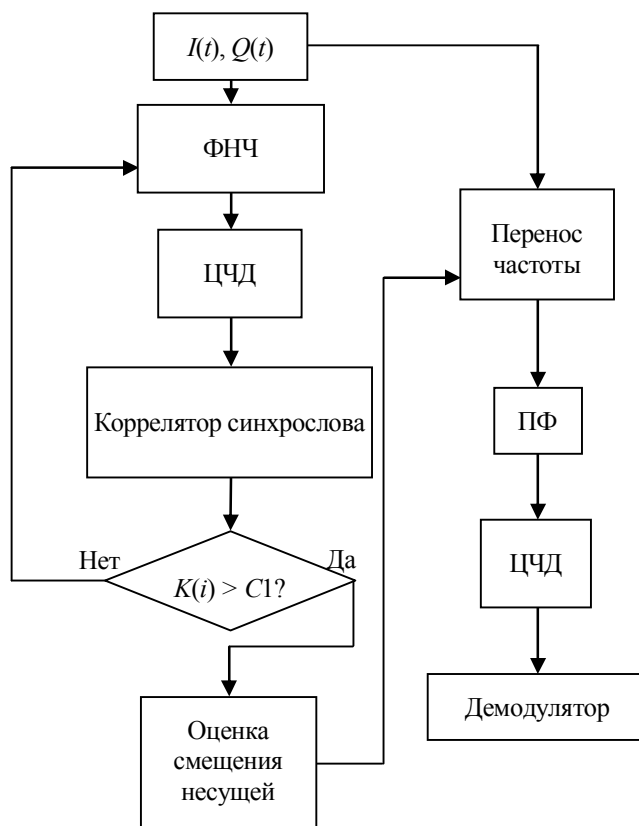 I(t), Q(t)
ФНЧ
ЦЧД
Коррелятор синхрослова
Нет
Да
K(i) > C1?
Оценка
смещения
несущей
Перенос
частоты
ПФ
ЦЧД
Демодулятор